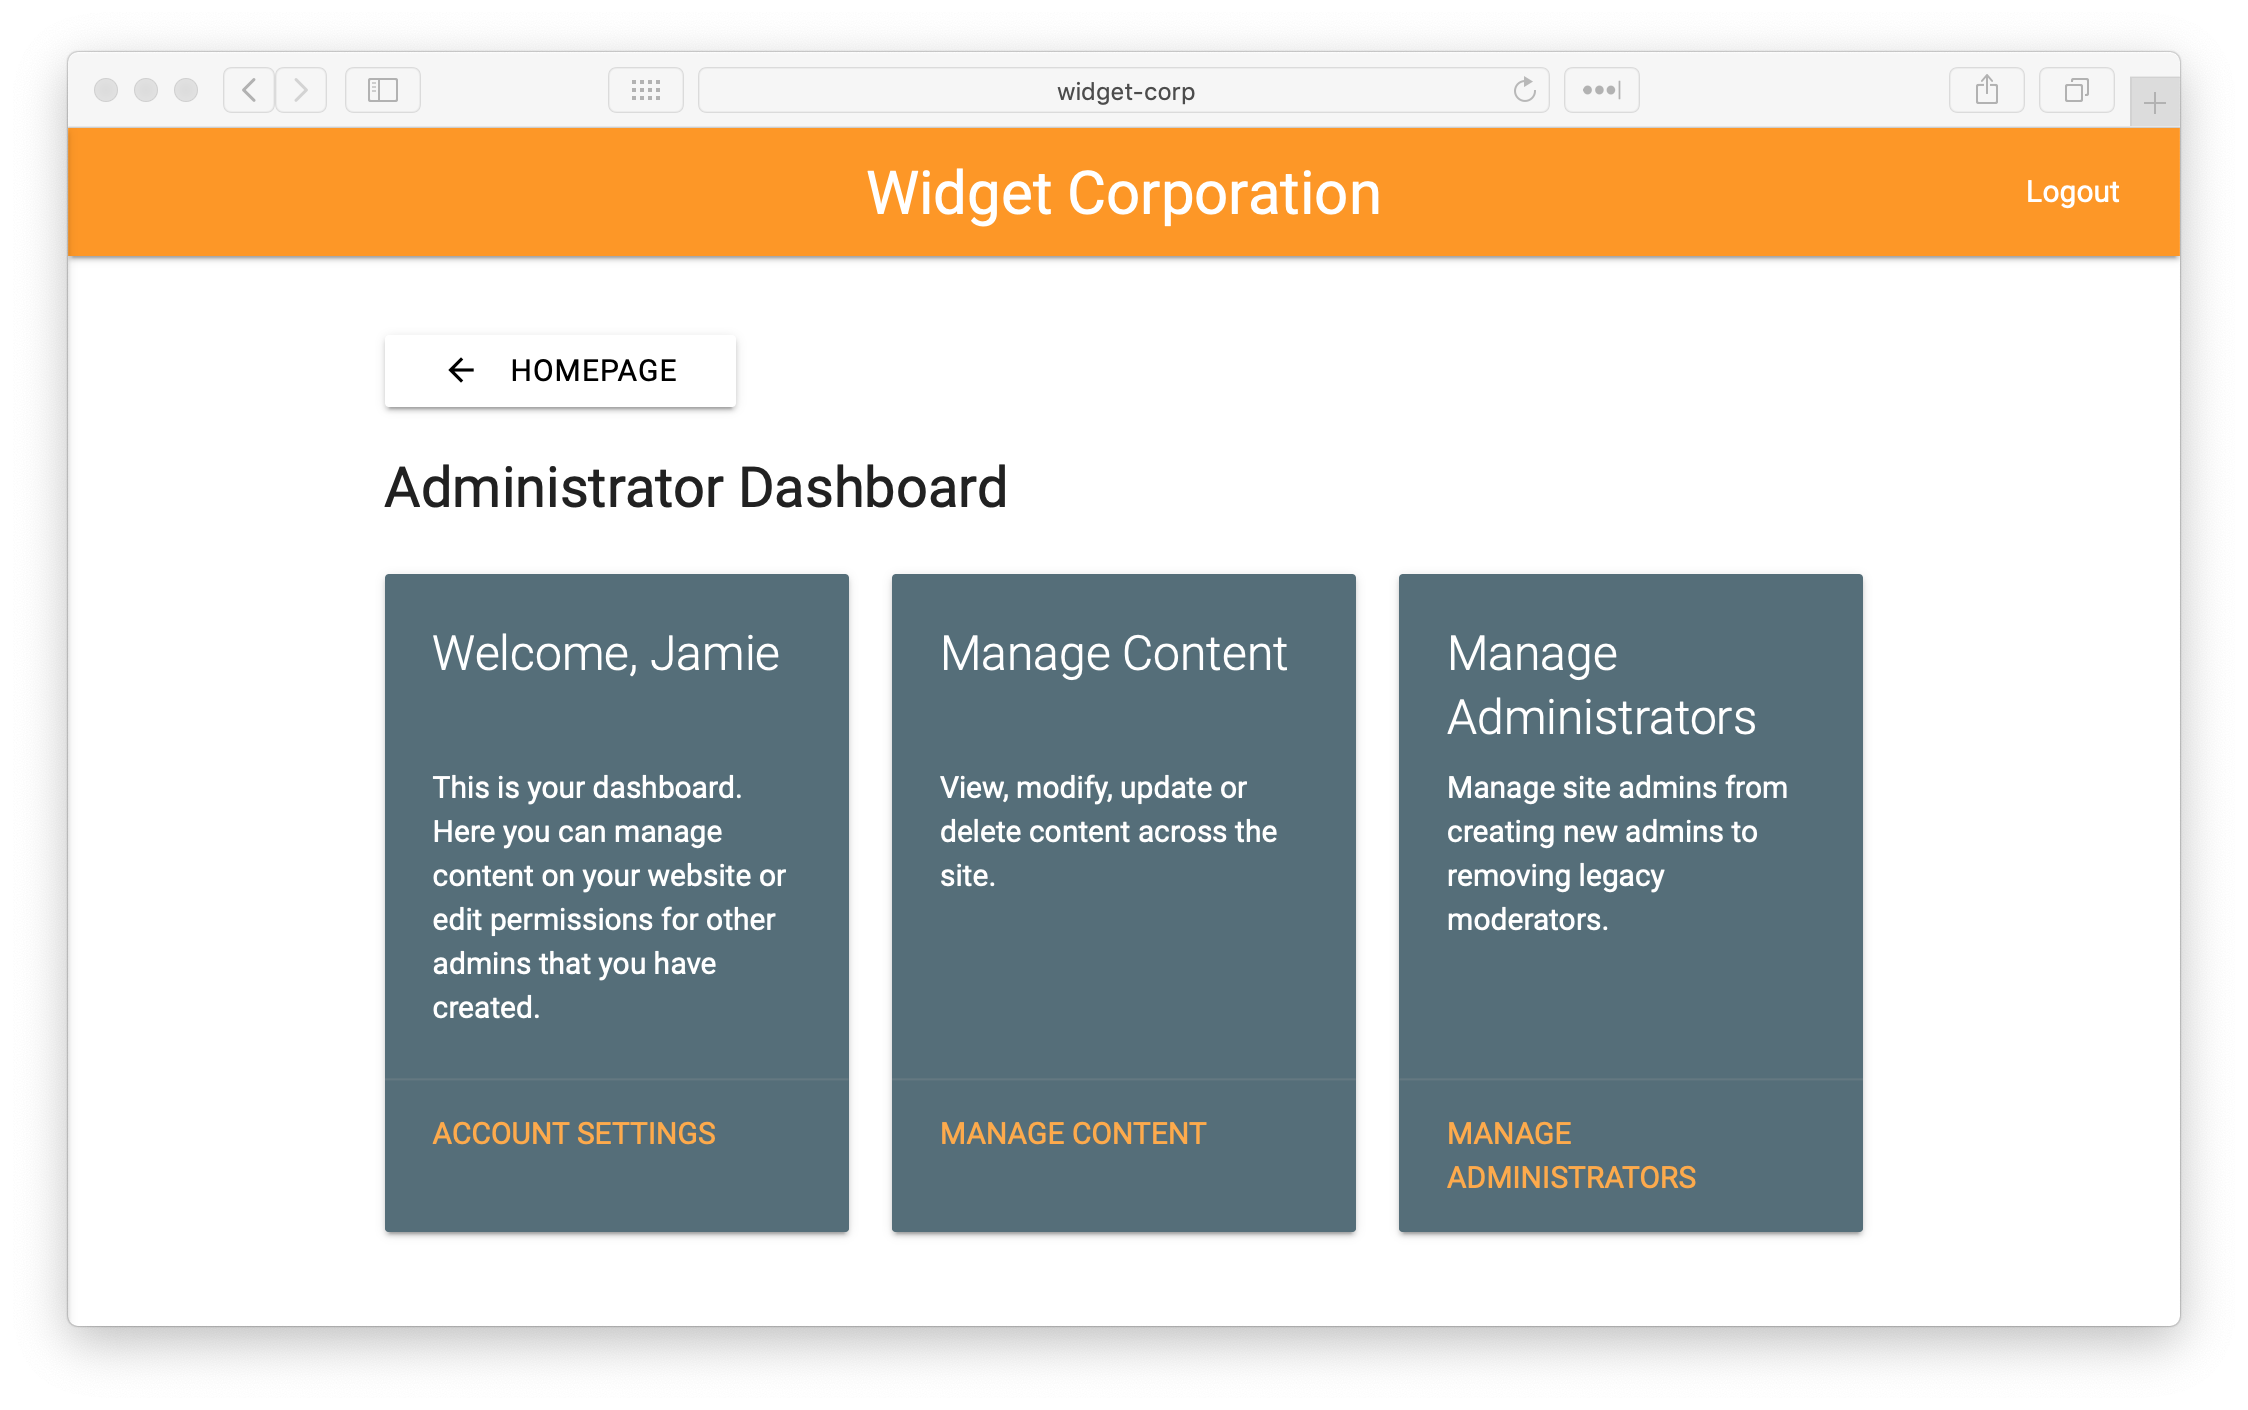 widget-corp
Widget Corporation
Logout
HOMEPAGE
Administrator Dashboard
Welcome, Jamie
This is your dashboard.
Here you can manage
content on your website or
edit permissions for other
admins that you have
created.
ACCOUNT SETTINGS
Manage Content
View, modify, update or
delete content across the
site.
MANAGE CONTENT
Manage
Administrators
Manage site admins from
creating new admins to
removing legacy
moderators.
MANAGE
ADMINISTRATORS